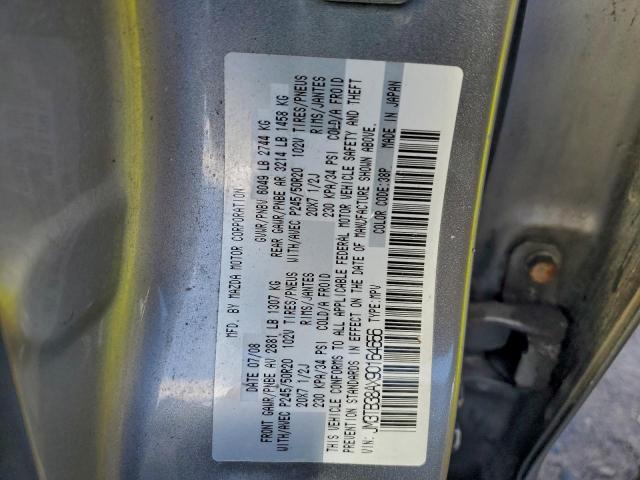 MFD. BY MAZDA MOTOR CORPORATION
DATE 07/08 GVWR/PNBV 6049 LB 2744 KG
FRONT GAWR/PNBE AV 2881 LB 1307 KG REAR GAWR/PNBE AR 3214 LB 1458 KG
WITH/AVEC P245/50R20 102V TIRES/PNEUS WITH/AVEC P245/50R20 102V TIRES/PNEUS
20X7 1/2J RIMS/JANTES 20X7 1/2J RIMS/JANTES
230 KPA/34 PSI COLD/A FROID 230 KPA/34 PSI COLD/A FROID
THIS VEHICLE CONFORMS TO ALL APPLICABLE FEDERAL MOTOR VEHICLE SAFETY AND THEFT
PREVENTION STANDARDS IN EFFECT ON THE DATE OF MANUFACTURE SHOWN ABOVE.
VIN: JM3TB38A490164566 TYPE:MPV COLOR CODE:38P MADE IN JAPAN